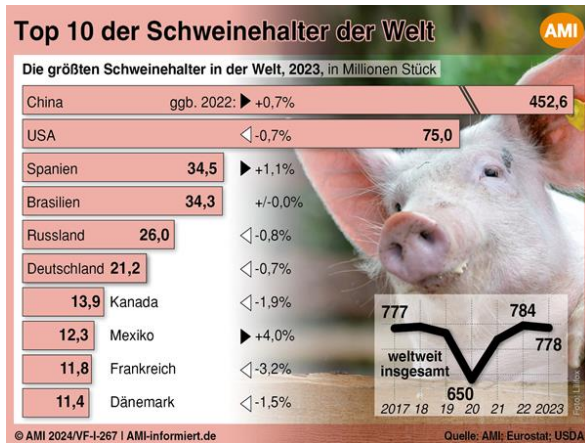 Top 10 der Schweinehalter der Welt
AMI
Die größten Schweinehalter in der Welt, 2023, in Millionen Stück
China ggb. 2022: +0,7% 452,6
USA -0,7% 75,0
Spanien 34,5 +1,1%
Brasilien 34,3 +/-0,0%
Russland 26,0 -0,8%
Deutschland 21,2 -0,7%
13,9 Kanada -1,9%
12,3 Mexiko +4,0%
11,8 Frankreich -3,2%
11,4 Dänemark -1,5%
777 784
778
weltweit
insgesamt
650
2017 18 19 20 21 22 2023
© AMI 2024/VF-I-267 | AMI-informiert.de Quelle: AMI; Eurostat; USDA